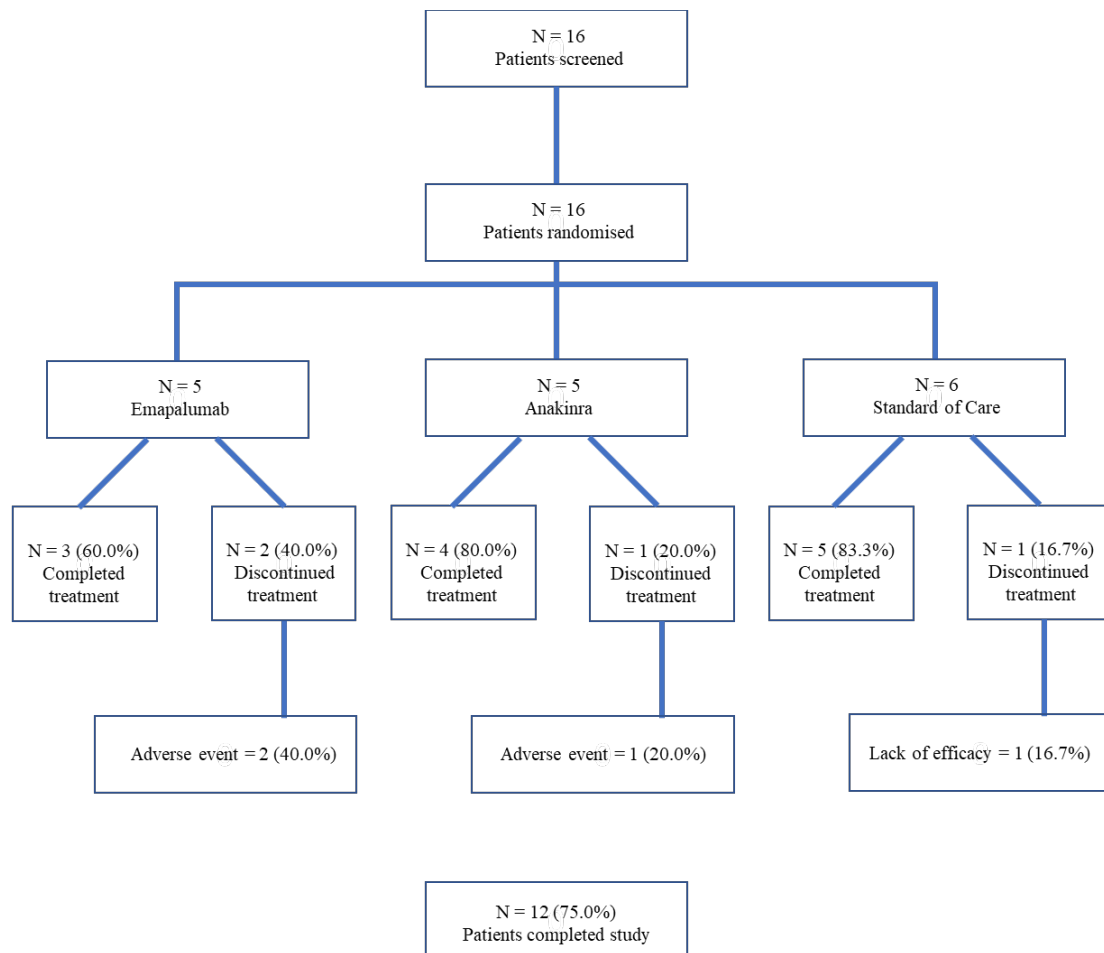 N = 16
Patients screened
N = 16
Patients randomised
N = 5
Emapalumab
N = 5
Anakinra
N = 6
Standard of Care
N = 3 (60.0%)
Completed
treatment
N = 2 (40.0%)
Discontinued
treatment
N = 4 (80.0%)
Completed
treatment
N = 1 (20.0%)
Discontinued
treatment
N = 5 (83.3%)
Completed
treatment
N = 1 (16.7%)
Discontinued
treatment
Adverse event = 2 (40.0%)
Adverse event = 1 (20.0%)
Lack of efficacy = 1 (16.7%)
N = 12 (75.0%)
Patients completed study